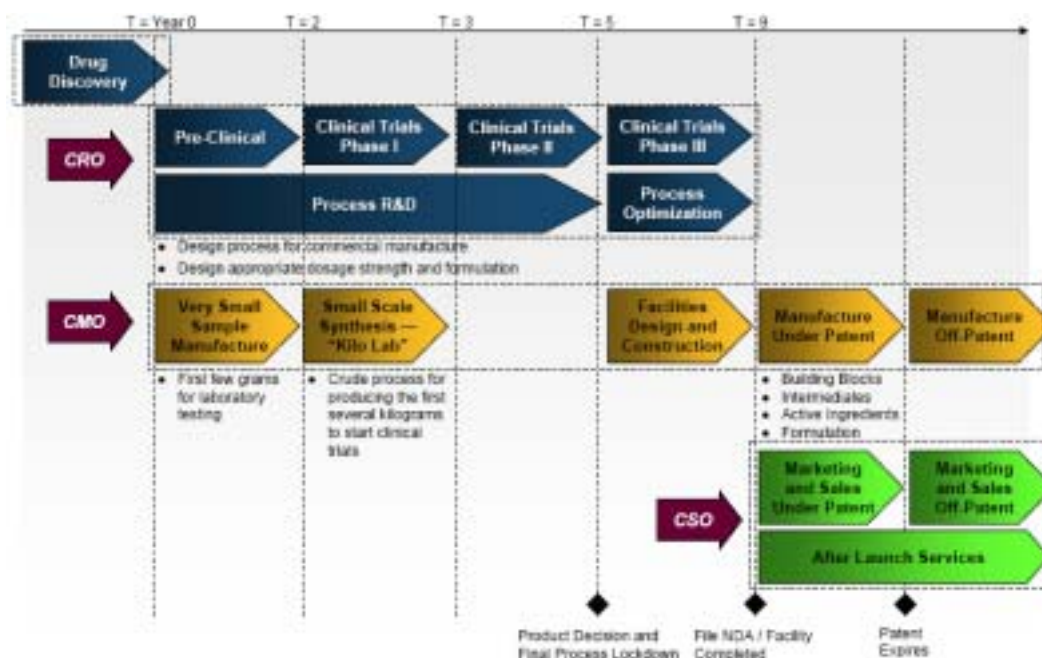 T = Year 0
T = 2
T = 3
T = 5
T = 9
Drug
Discovery
CRO
Pre-Clinical
Clinical Trials
Phase I
Clinical Trials
Phase II
Clinical Trials
Phase III
Process R&D
Process
Optimization
• Design process for commercial manufacture
• Design appropriate dosage strength and formulation
CMO
Very Small
Sample
Manufacture
Small Scale
Synthesis —
"Kilo Lab"
Facilities
Design and
Construction
Manufacture
Under Patent
Manufacture
Off-Patent
• First few grams
for laboratory
testing
• Crude process for
producing the first
several kilograms
to start clinical
trials
• Building Blocks
• Intermediates
• Active Ingredients
• Formulation
CSO
Marketing
and Sales
Under Patent
Marketing
and Sales
Off-Patent
After Launch Services
Product Decision and
Final Process Lockdown
File NDA / Facility
Completed
Patent
Expires